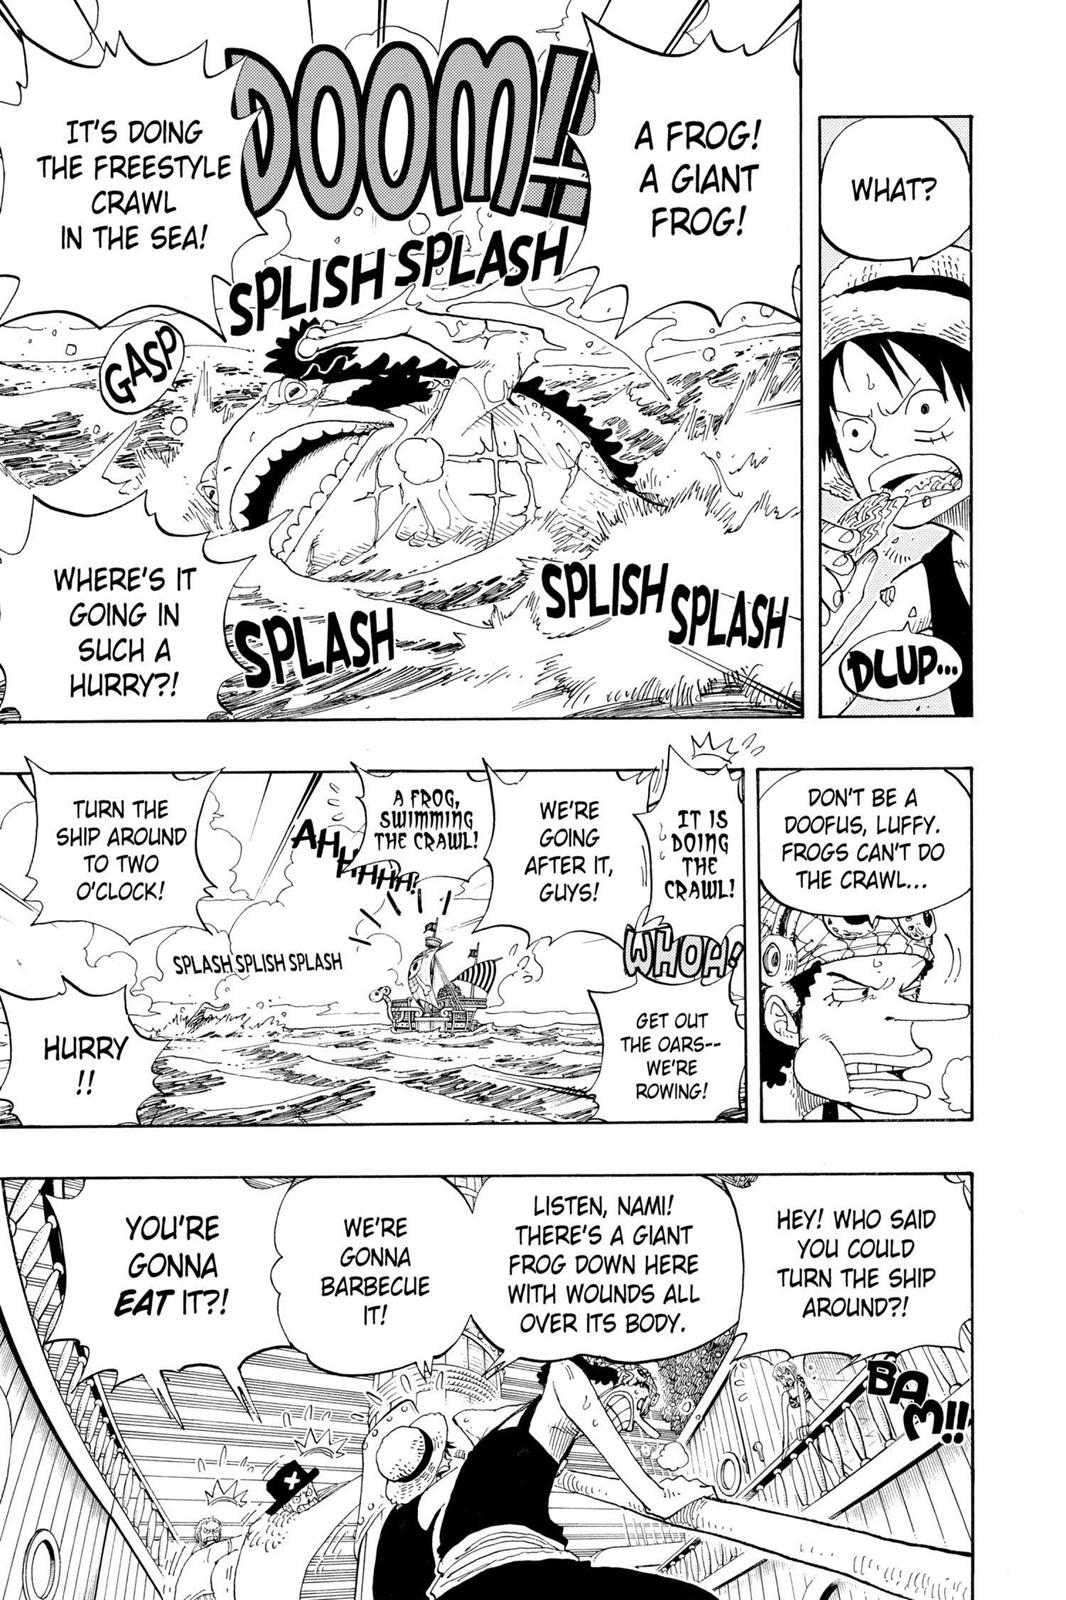 WHAT?
DLUP...
A FROG!
A GIANT
FROG!
DOOM!!
IT'S DOING
THE FREESTYLE
CRAWL
IN THE SEA!
SPLISH SPLASH
GASP
SPLISH
SPLASH
SPLASH
WHERE'S IT
GOING IN
SUCH A
HURRY?!
DON'T BE A
DOOFUS, LUFFY.
FROGS CAN'T DO
THE CRAWL...
IT IS
DOING
THE
CRAWL!
WHOA!
GET OUT
THE OARS--
WE'RE
ROWING!
WE'RE
GOING
AFTER IT,
GUYS!
A FROG,
SWIMMING
THE CRAWL!
AHHHHHH!
SPLASH SPLISH SPLASH
TURN THE
SHIP AROUND
TO TWO
O'CLOCK!
HURRY
!!
HEY! WHO SAID
YOU COULD
TURN THE SHIP
AROUND?!
BAM!!
LISTEN, NAMI!
THERE'S A GIANT
FROG DOWN HERE
WITH WOUNDS ALL
OVER ITS BODY.
WE'RE
GONNA
BARBECUE
IT!
YOU'RE
GONNA
EAT IT?!